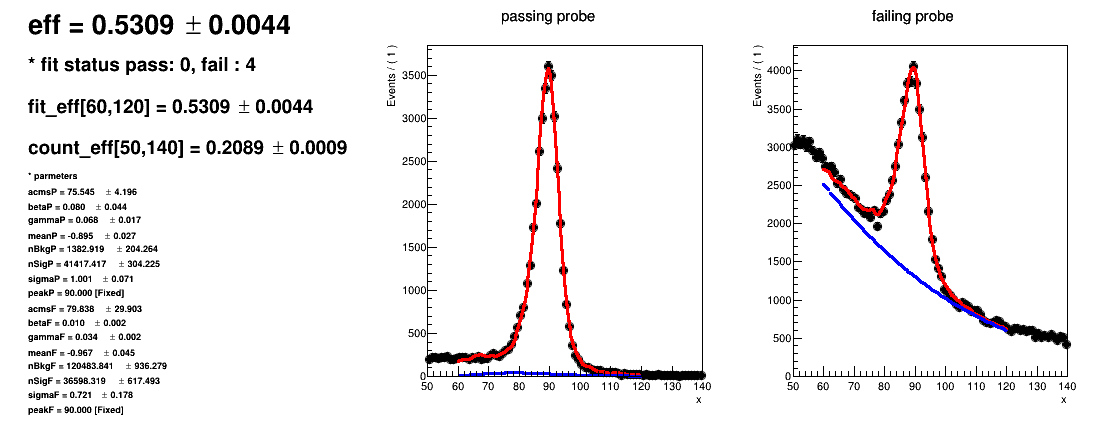 eff = 0.5309 ± 0.0044
* fit status pass: 0, fail : 4
fit_eff[60,120] = 0.5309 ± 0.0044
count_eff[50,140] = 0.2089 ± 0.0009
* parmeters
acmsP = 75.545 ± 4.196
betaP = 0.080 ± 0.044
gammaP = 0.068 ± 0.017
meanP = -0.895 ± 0.027
nBkgP = 1382.919 ± 204.264
nSigP = 41417.417 ± 304.225
sigmaP = 1.001 ± 0.071
peakP = 90.000 [Fixed]
acmsF = 79.838 ± 29.903
betaF = 0.010 ± 0.002
gammaF = 0.034 ± 0.002
meanF = -0.967 ± 0.045
nBkgF = 120483.841 ± 936.279
nSigF = 36598.319 ± 617.493
sigmaF = 0.721 ± 0.178
peakF = 90.000 [Fixed]
passing probe
Events / ( 1 )
3500
3000
2500
2000
1500
1000
500
0
50 60 70 80 90 100 110 120 130 140
x
failing probe
Events / ( 1 )
4000
3500
3000
2500
2000
1500
1000
500
0
50 60 70 80 90 100 110 120 130 140
x